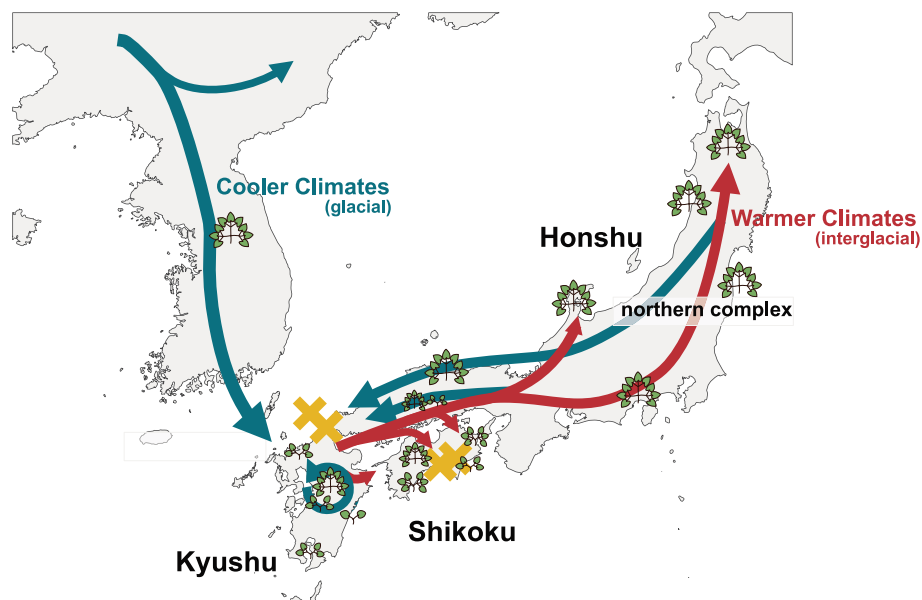 Cooler Climates
(glacial)
Honshu
Warmer Climates
(interglacial)
northern complex
Shikoku
Kyushu